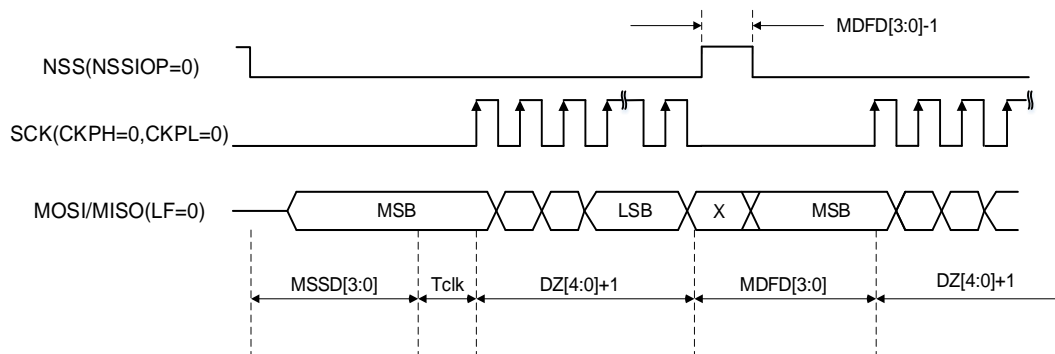 MDFD[3:0]-1
NSS(NSSIOP=0)
SCK(CKPH=0,CKPL=0)
MOSI/MISO(LF=0)
MSB
LSB
X
MSB
MSSD[3:0]
Tclk
DZ[4:0]+1
MDFD[3:0]
DZ[4:0]+1